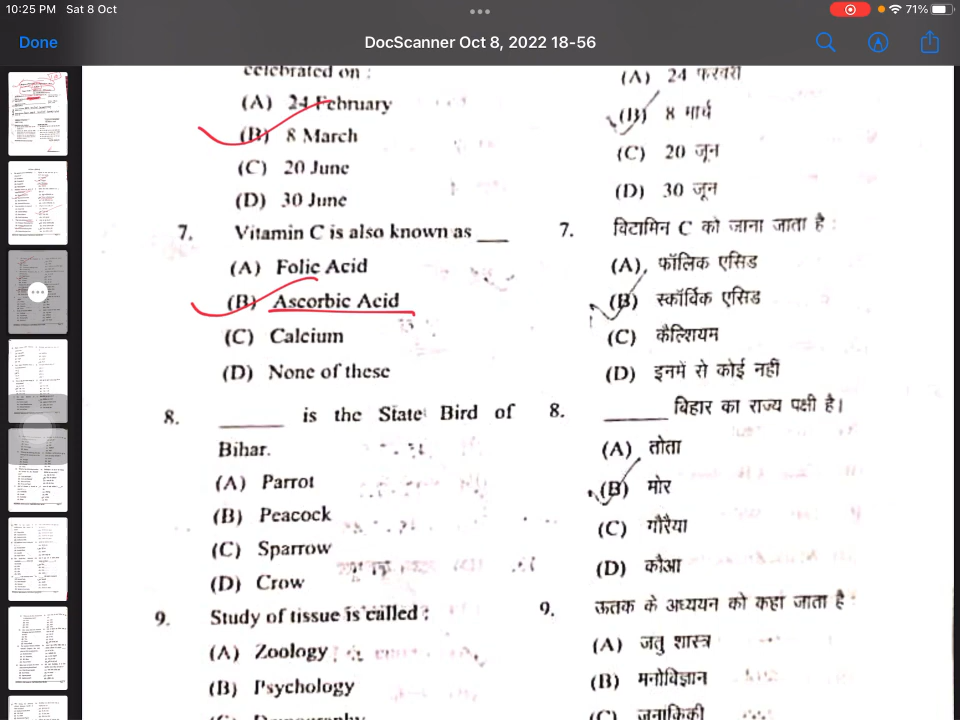 10:25 PM Sat 8 Oct
71%
Done
DocScanner Oct 8, 2022 18-56
celebrated on :
(A) 24 February
(B) 8 March
(C) 20 June
(D) 30 June
7. Vitamin C is also known as ___
(A) Folic Acid
(B) Ascorbic Acid
(C) Calcium
(D) None of these
8. ______ is the State Bird of
Bihar.
(A) Parrot
(B) Peacock
(C) Sparrow
(D) Crow
9. Study of tissue is called :
(A) Zoology
(B) Psychology
(C) Demography
(A) 24 फरवरी
(B) 8 मार्च
(C) 20 जून
(D) 30 जून
7. विटामिन C को जाना जाता है :
(A) फॉलिक एसिड
(B) स्कॉर्विक एसिड
(C) कैल्शियम
(D) इनमें से कोई नहीं
8. ______ बिहार का राज्य पक्षी है।
(A) तोता
(B) मोर
(C) गौरैया
(D) कौआ
9. ऊतक के अध्ययन को कहा जाता है :
(A) जतु शास्त्र
(B) मनोविज्ञान
(C) जनांकिकी